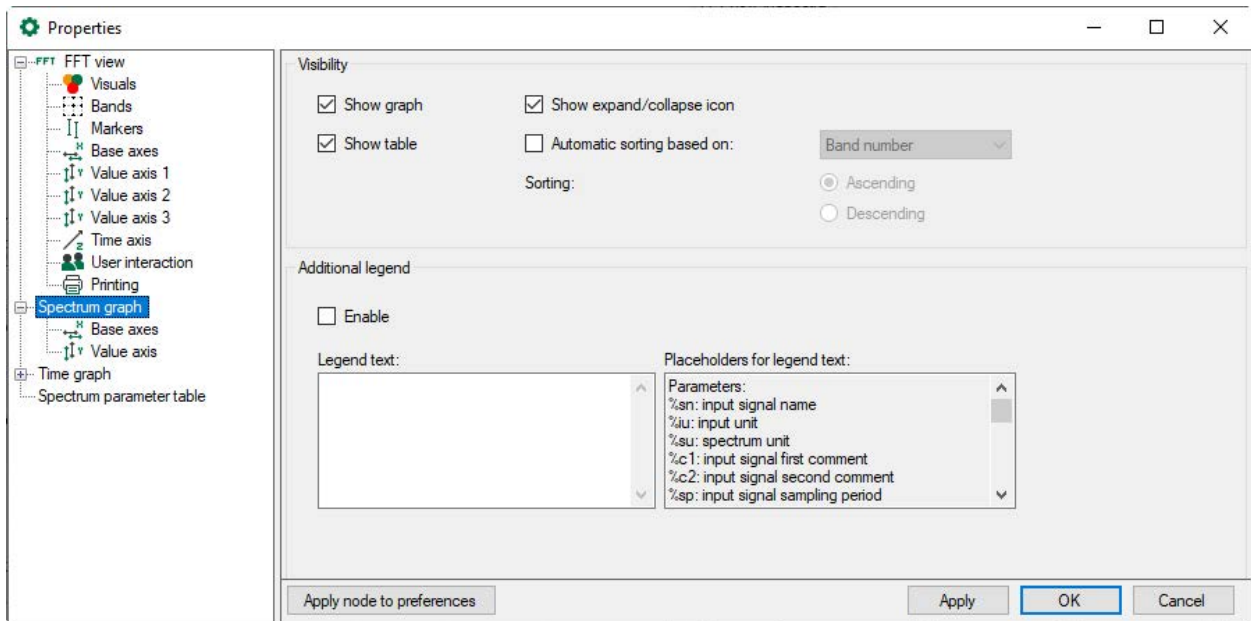 Properties
FFT FFT view
Visuals
Bands
Markers
Base axes
Value axis 1
Value axis 2
Value axis 3
Time axis
User interaction
Printing
Spectrum graph
Base axes
Value axis
Time graph
Spectrum parameter table
Visibility
Show graph
Show expand/collapse icon
Show table
Automatic sorting based on:
Band number
Sorting:
Ascending
Descending
Additional legend
Enable
Legend text:
Placeholders for legend text:
Parameters:
%sn: input signal name
%iu: input unit
%su: spectrum unit
%c1: input signal first comment
%c2: input signal second comment
%sp: input signal sampling period
Apply node to preferences
Apply
OK
Cancel